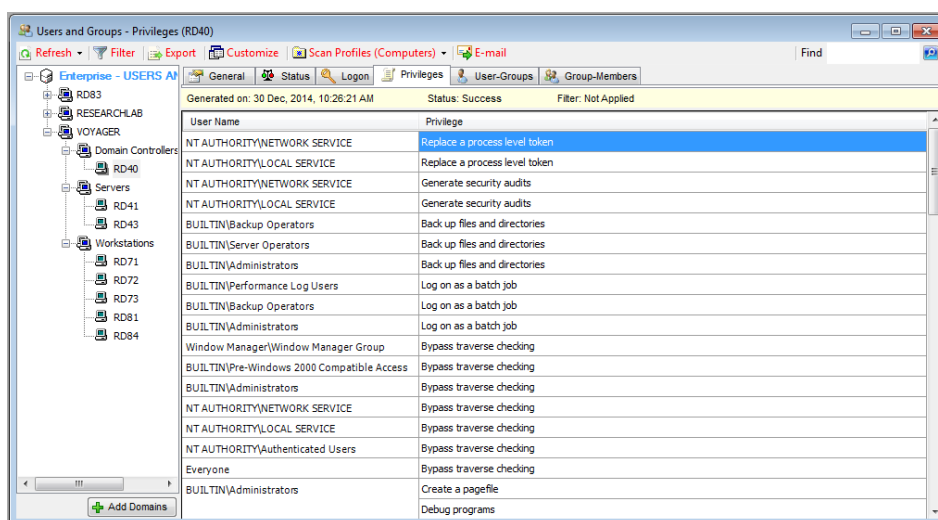 Users and Groups - Privileges (RD40)
Refresh Filter Export Customize Scan Profiles (Computers) E-mail Find
Enterprise - USERS AN
RD83
RESEARCHLAB
VOYAGER
Domain Controllers
RD40
Servers
RD41
RD43
Workstations
RD71
RD72
RD73
RD81
RD84
Add Domains
General Status Logon Privileges User-Groups Group-Members
Generated on: 30 Dec, 2014, 10:26:21 AM Status: Success Filter: Not Applied
User Name Privilege
NT AUTHORITY\NETWORK SERVICE Replace a process level token
NT AUTHORITY\LOCAL SERVICE Replace a process level token
NT AUTHORITY\NETWORK SERVICE Generate security audits
NT AUTHORITY\LOCAL SERVICE Generate security audits
BUILTIN\Backup Operators Back up files and directories
BUILTIN\Server Operators Back up files and directories
BUILTIN\Administrators Back up files and directories
BUILTIN\Performance Log Users Log on as a batch job
BUILTIN\Backup Operators Log on as a batch job
BUILTIN\Administrators Log on as a batch job
Window Manager\Window Manager Group Bypass traverse checking
BUILTIN\Pre-Windows 2000 Compatible Access Bypass traverse checking
BUILTIN\Administrators Bypass traverse checking
NT AUTHORITY\NETWORK SERVICE Bypass traverse checking
NT AUTHORITY\LOCAL SERVICE Bypass traverse checking
NT AUTHORITY\Authenticated Users Bypass traverse checking
Everyone Bypass traverse checking
BUILTIN\Administrators Create a pagefile
Debug programs